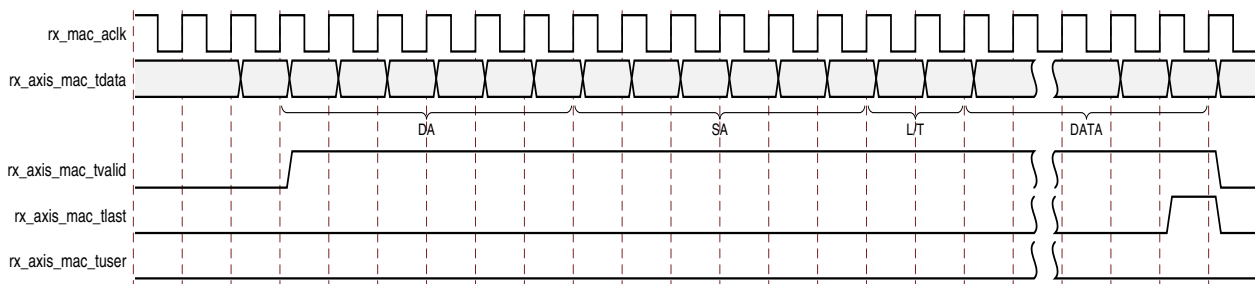 rx_mac_aclk
rx_axis_mac_tdata
DA SA L/T DATA
rx_axis_mac_tvalid
rx_axis_mac_tlast
rx_axis_mac_tuser